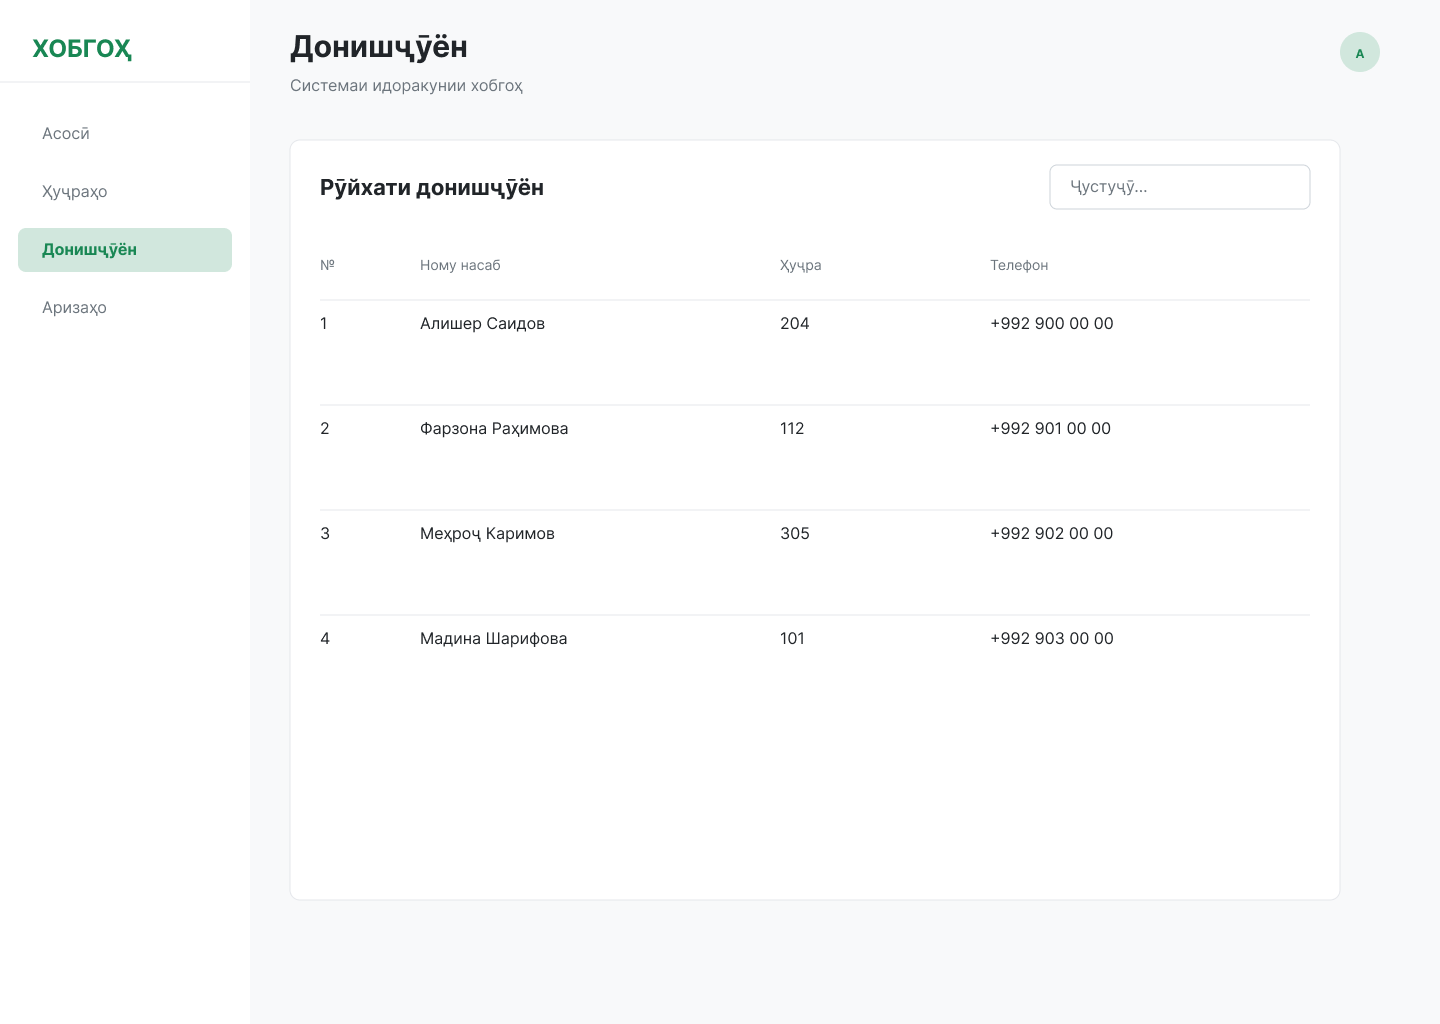 ХОБГОҲ
Асосӣ
Ҳуҷраҳо
Донишҷӯён
Аризаҳо
Донишҷӯён
Системаи идоракунии хобгоҳ
A
Рӯйхати донишҷӯён
Ҷустуҷӯ...
№ Ному насаб Ҳуҷра Телефон
1 Алишер Саидов 204 +992 900 00 00
2 Фарзона Раҳимова 112 +992 901 00 00
3 Меҳроҷ Каримов 305 +992 902 00 00
4 Мадина Шарифова 101 +992 903 00 00